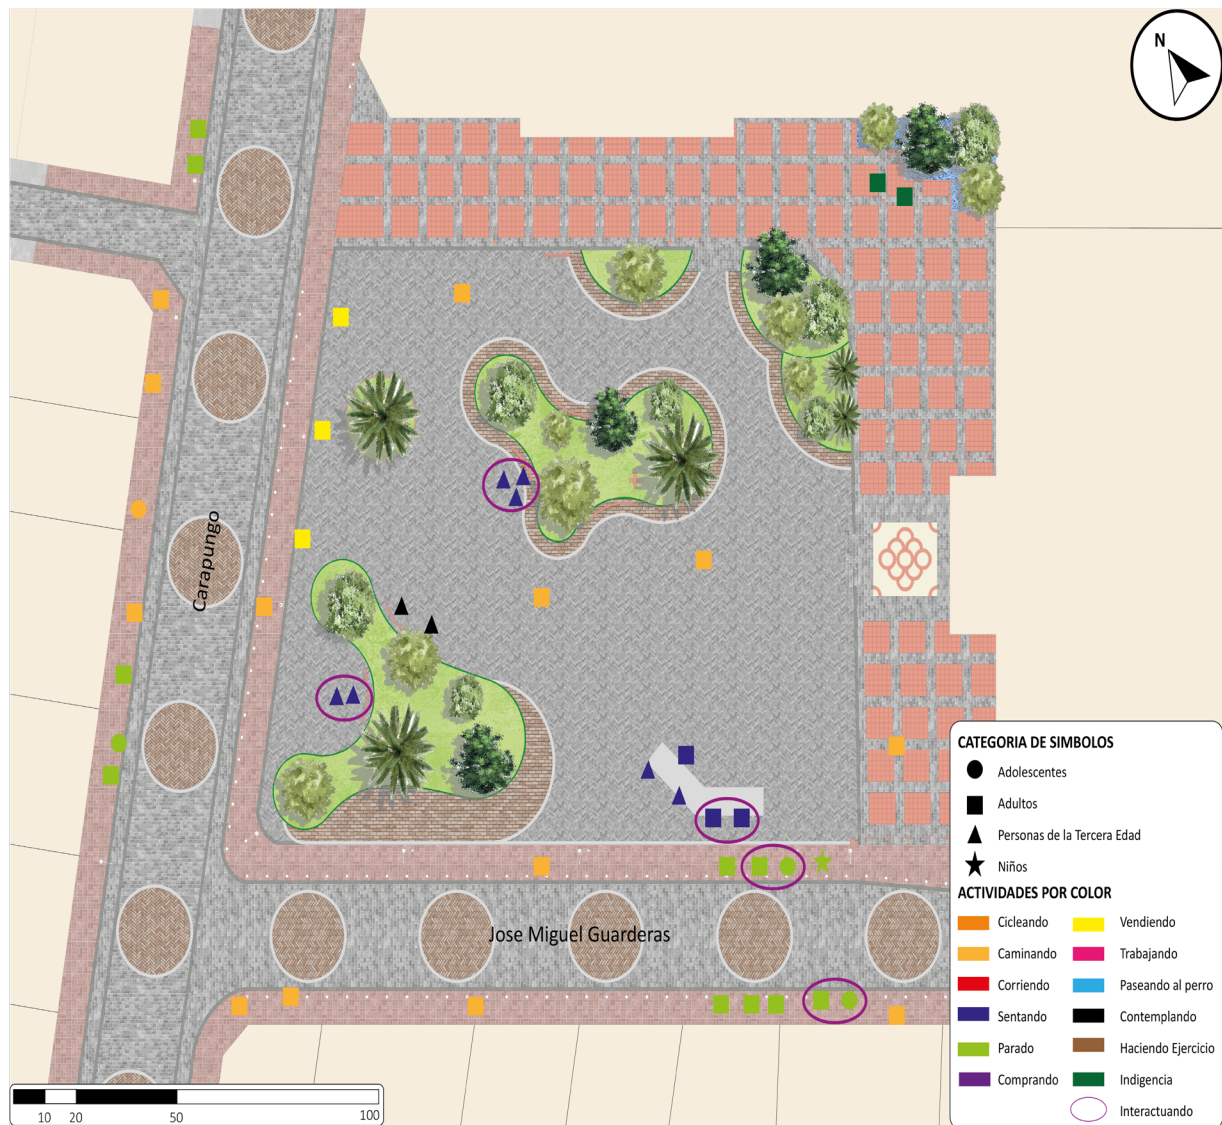 N
Carapungo
Jose Miguel Guarderas
CATEGORIA DE SIMBOLOS
Adolescentes
Adultos
Personas de la Tercera Edad
Niños
ACTIVIDADES POR COLOR
Cicleando Vendiendo
Caminando Trabajando
Corriendo Paseando al perro
Sentando Contemplando
Parado Haciendo Ejercicio
Comprando Indigencia
Interactuando
10 20 50 100